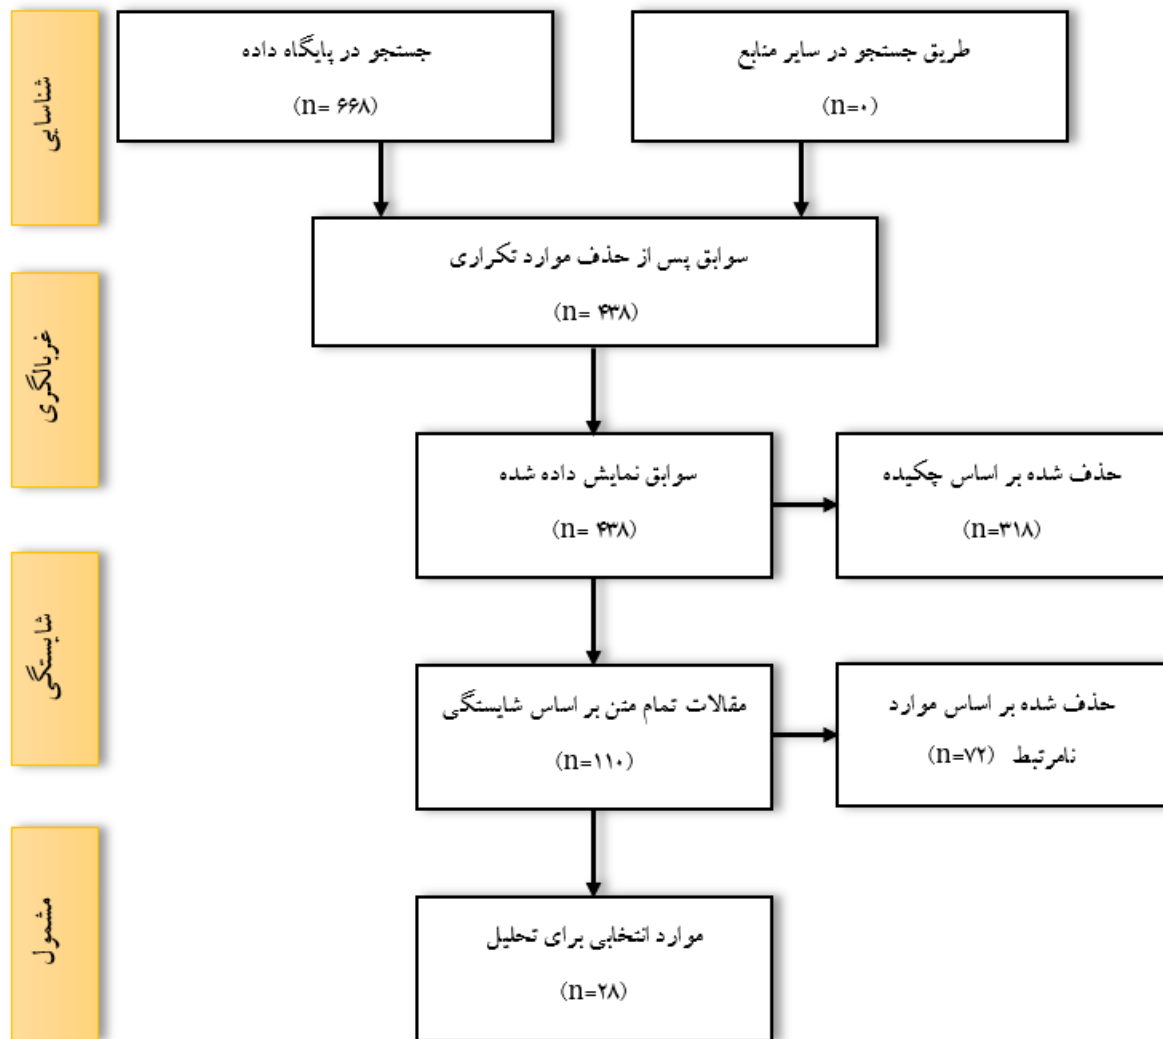 شناسایی
جستجو در پایگاه داده
(n= ۶۶۸)
طریق جستجو در سایر منابع
(n=۰)
سوابق پس از حذف موارد تکراری
(n= ۴۳۸)
غربالگری
سوابق نمایش داده شده
(n= ۴۳۸)
حذف شده بر اساس چکیده
(n=۳۱۸)
شایستگی
مقالات تمام متن بر اساس شایستگی
(n=۱۱۰)
حذف شده بر اساس موارد
نامرتبط (n=۷۲)
مشمول
موارد انتخابی برای تحلیل
(n=۲۸)